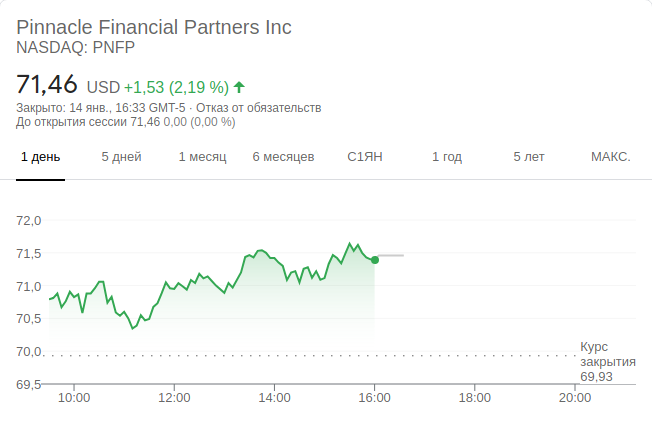 Pinnacle Financial Partners Inc
NASDAQ: PNFP
71,46 USD +1,53 (2,19 %)
Закрыто: 14 янв., 16:33 GMT-5 · Отказ от обязательств
До открытия сессии 71,46 0,00 (0,00 %)
1 день 5 дней 1 месяц 6 месяцев С1ЯН 1 год 5 лет МАКС.
72,0
71,5
71,0
70,5
70,0
69,5
Курс
закрытия
69,93
10:00 12:00 14:00 16:00 18:00 20:00